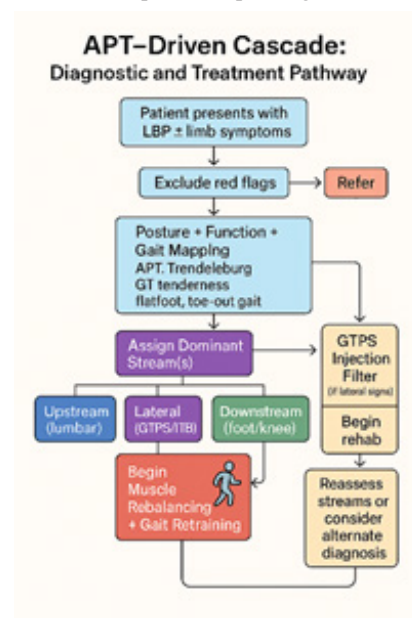 APT–Driven Cascade:
Diagnostic and Treatment Pathway
Patient presents with
LBP ± limb symptoms
Exclude red flags
Refer
Posture + Function +
Gait Mapping
APT. Trendeleburg
GT tenderness
flatfoot, toe-out gait
Assign Dominant
Stream(s)
GTPS
Injection
Filter
(if lateral signs)
Begin
rehab
Upstream
(lumbar)
Lateral
(GTPS/ITB)
Downstream
(foot/knee)
Begin
Muscle
Rebalancing
+ Gait Retraining
Reassess
streams or
consider
alternate
diagnosis